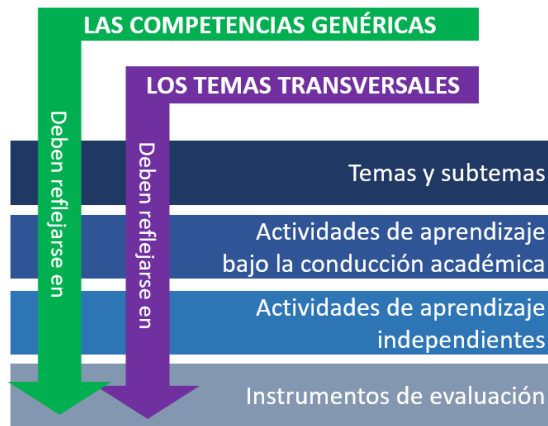 LAS COMPETENCIAS GENÉRICAS
LOS TEMAS TRANSVERSALES
Deben reflejarse en
Deben reflejarse en
Temas y subtemas
Actividades de aprendizaje
bajo la conducción académica
Actividades de aprendizaje
independientes
Instrumentos de evaluación